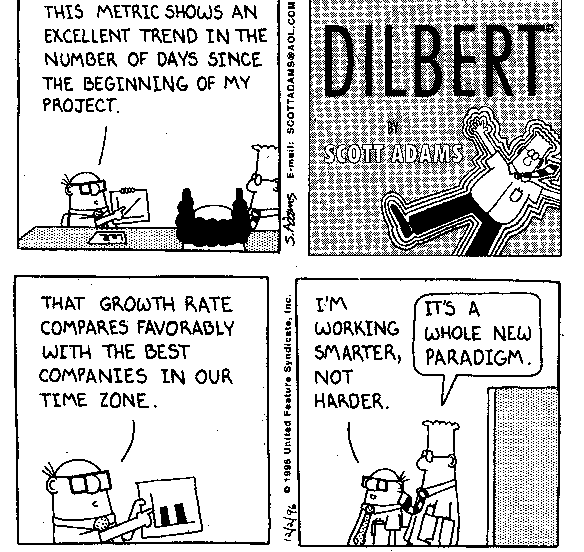 THIS METRIC SHOWS AN
EXCELLENT TREND IN THE
NUMBER OF DAYS SINCE
THE BEGINNING OF MY
PROJECT.
S.Adams E-mail: SCOTTADAMS@AOL.COM
DILBERT®
BY
SCOTT ADAMS
THAT GROWTH RATE
COMPARES FAVORABLY
WITH THE BEST
COMPANIES IN OUR
TIME ZONE.
12/2/96 © 1996 United Feature Syndicate, Inc.
I'M
WORKING
SMARTER,
NOT
HARDER.
IT'S A
WHOLE NEW
PARADIGM.